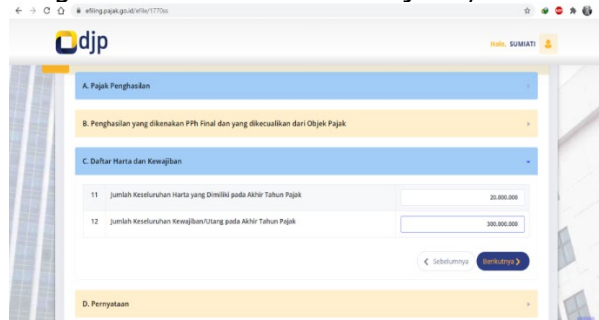 efiling.pajak.go.id/efile/1770ss
djp
Halo, SUMIATI
A. Pajak Penghasilan
B. Penghasilan yang dikenakan PPh Final dan yang dikecualikan dari Objek Pajak
C. Daftar Harta dan Kewajiban
11 Jumlah Keseluruhan Harta yang Dimiliki pada Akhir Tahun Pajak 20.000.000
12 Jumlah Keseluruhan Kewajiban/Utang pada Akhir Tahun Pajak 300.000.000
Sebelumnya Berikutnya
D. Pernyataan